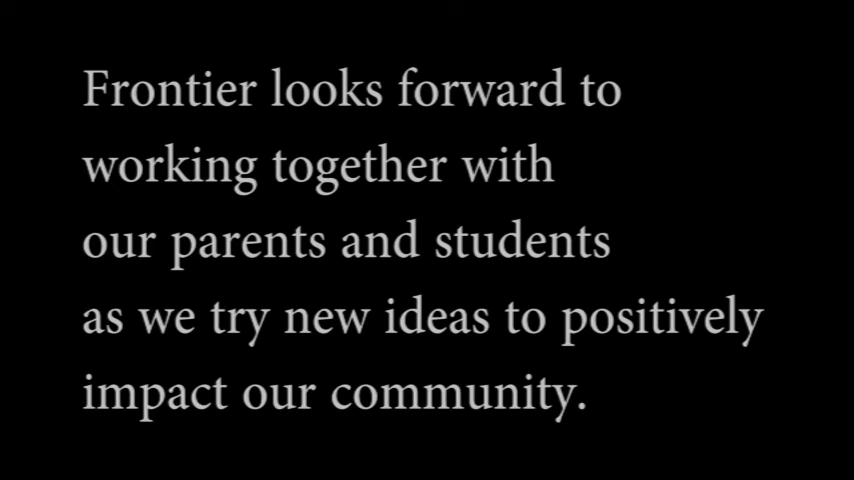 Frontier looks forward to
working together with
our parents and students
as we try new ideas to positively
impact our community.